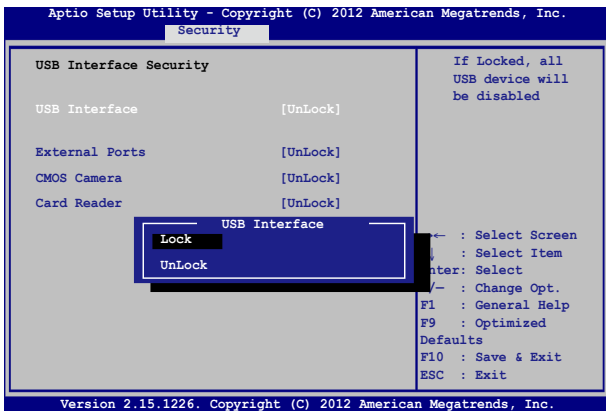 Aptio Setup Utility - Copyright (C) 2012 American Megatrends, Inc.
Security
USB Interface Security
USB Interface [UnLock]
External Ports [UnLock]
CMOS Camera [UnLock]
Card Reader [UnLock]
USB Interface
Lock
UnLock
If Locked, all
USB device will
be disabled
← : Select Screen
↓ : Select Item
nter: Select
/— : Change Opt.
F1 : General Help
F9 : Optimized
Defaults
F10 : Save & Exit
ESC : Exit
Version 2.15.1226. Copyright (C) 2012 American Megatrends, Inc.